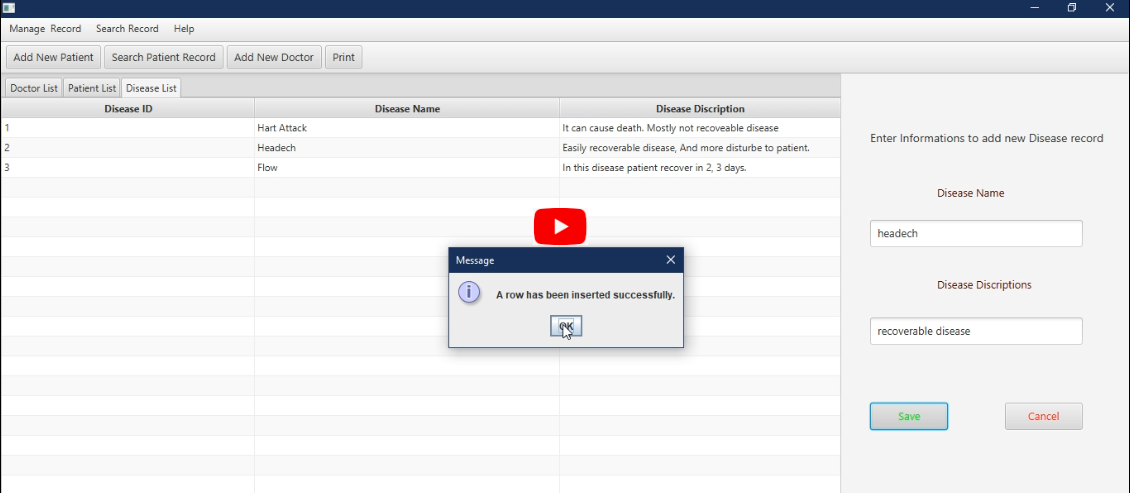 Manage Record Search Record Help
Add New Patient Search Patient Record Add New Doctor Print
Doctor List Patient List Disease List
Disease ID Disease Name Disease Discription
1 Hart Attack It can cause death. Mostly not recoveable disease
2 Headech Easily recoverable disease, And more disturbe to patient.
3 Flow In this disease patient recover in 2, 3 days.
Message
A row has been inserted successfully.
OK
Enter Informations to add new Disease record
Disease Name
headech
Disease Discriptions
recoverable disease
Save Cancel